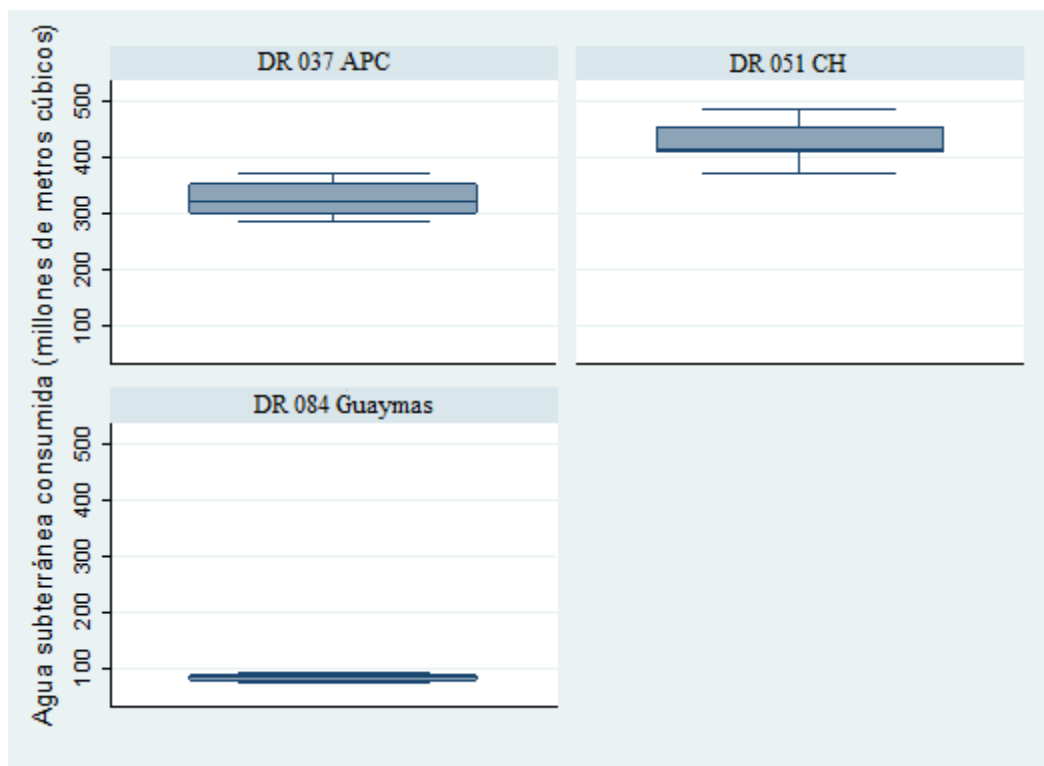 Agua subterránea consumida (millones de metros cúbicos)
DR 037 APC
500
400
300
200
100
DR 051 CH
DR 084 Guaymas
500
400
300
200
100